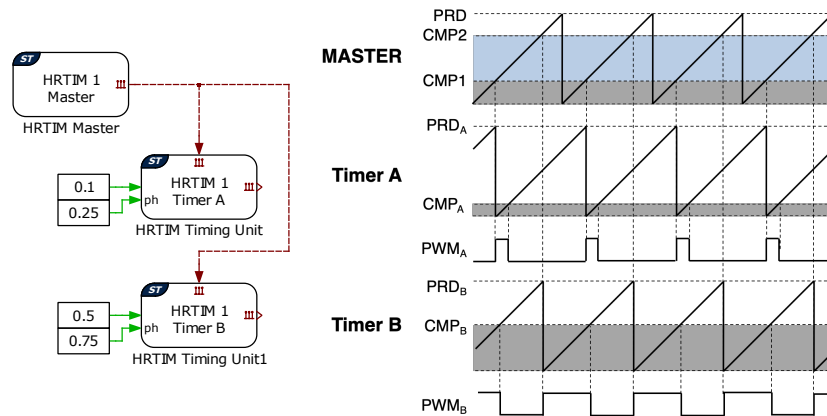 ST
HRTIM 1
Master
HRTIM Master
ST
HRTIM 1
Timer A
ph
0.1
0.25
HRTIM Timing Unit
ST
HRTIM 1
Timer B
ph
0.5
0.75
HRTIM Timing Unit1
MASTER
PRD
CMP2
CMP1
Timer A
PRDA
CMPA
PWMA
Timer B
PRDB
CMPB
PWMB